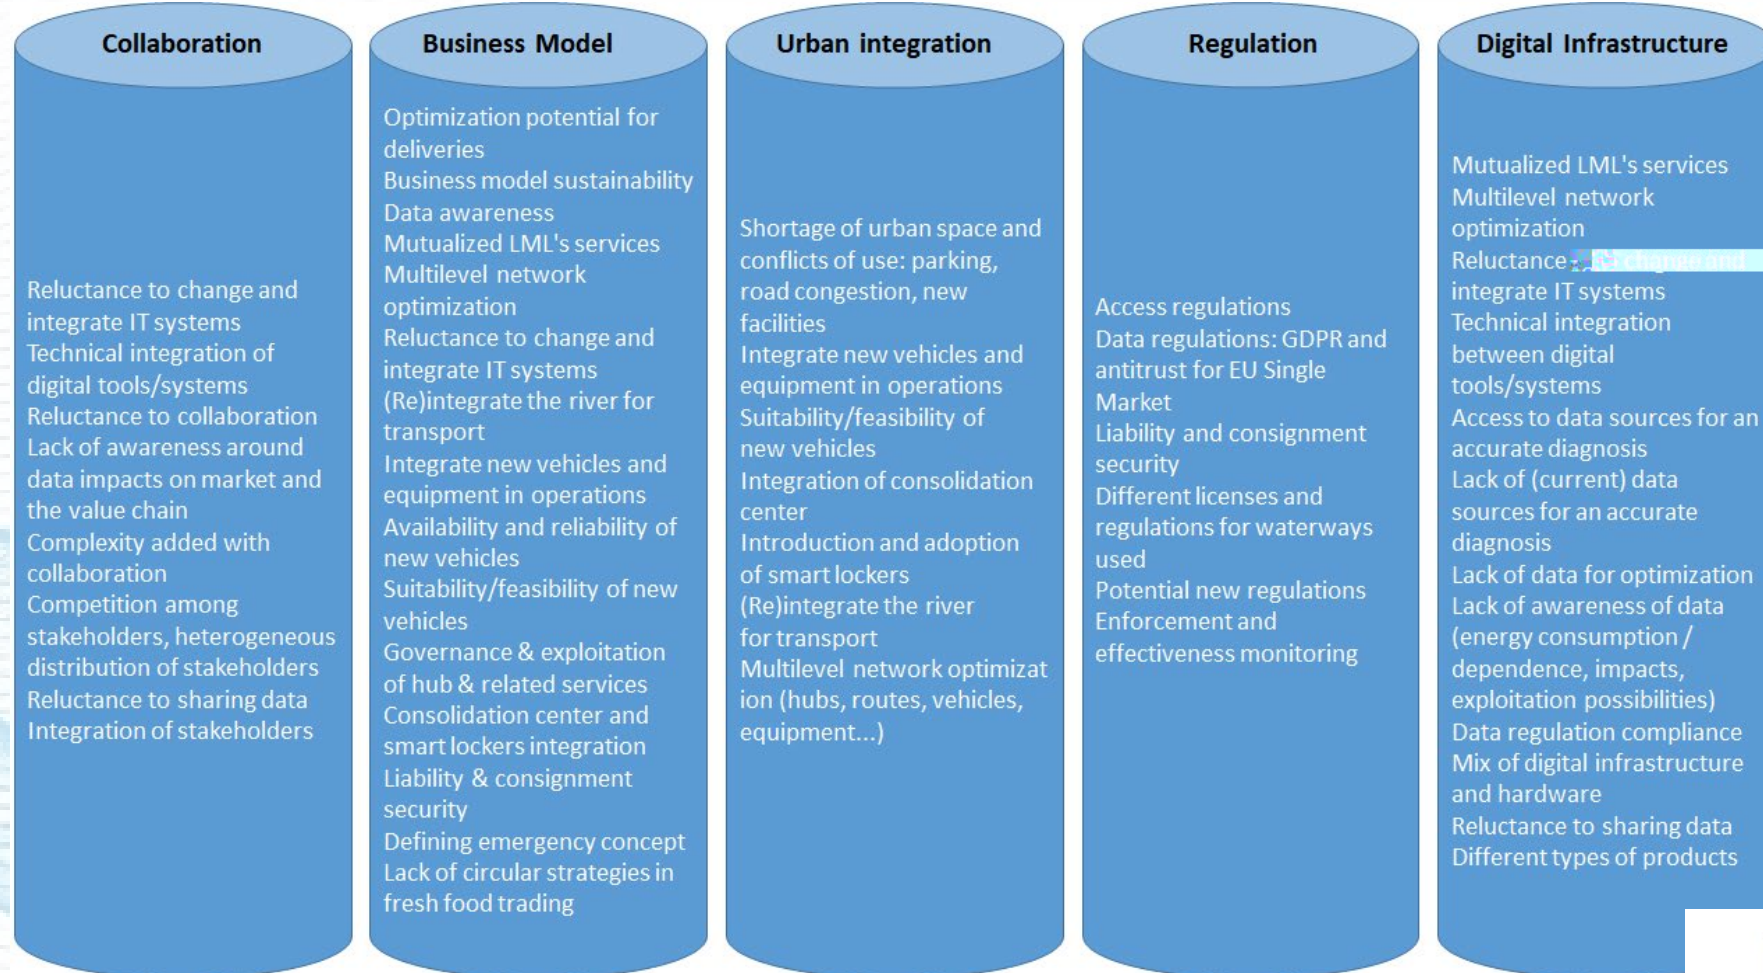 Collaboration
Reluctance to change and
integrate IT systems
Technical integration of
digital tools/systems
Reluctance to collaboration
Lack of awareness around
data impacts on market and
the value chain
Complexity added with
collaboration
Competition among
stakeholders, heterogeneous
distribution of stakeholders
Reluctance to sharing data
Integration of stakeholders
Business Model
Optimization potential for
deliveries
Business model sustainability
Data awareness
Mutualized LML's services
Multilevel network
optimization
Reluctance to change and
integrate IT systems
(Re)integrate the river for
transport
Integrate new vehicles and
equipment in operations
Availability and reliability of
new vehicles
Suitability/feasibility of new
vehicles
Governance & exploitation
of hub & related services
Consolidation center and
smart lockers integration
Liability & consignment
security
Defining emergency concept
Lack of circular strategies in
fresh food trading
Urban integration
Shortage of urban space and
conflicts of use: parking,
road congestion, new
facilities
Integrate new vehicles and
equipment in operations
Suitability/feasibility of
new vehicles
Integration of consolidation
center
Introduction and adoption
of smart lockers
(Re)integrate the river
for transport
Multilevel network optimizat
ion (hubs, routes, vehicles,
equipment...)
Regulation
Access regulations
Data regulations: GDPR and
antitrust for EU Single
Market
Liability and consignment
security
Different licenses and
regulations for waterways
used
Potential new regulations
Enforcement and
effectiveness monitoring
Digital Infrastructure
Mutualized LML's services
Multilevel network
optimization
Reluctance change and
integrate IT systems
Technical integration
between digital
tools/systems
Access to data sources for an
accurate diagnosis
Lack of (current) data
sources for an accurate
diagnosis
Lack of data for optimization
Lack of awareness of data
(energy consumption /
dependence, impacts,
exploitation possibilities)
Data regulation compliance
Mix of digital infrastructure
and hardware
Reluctance to sharing data
Different types of products